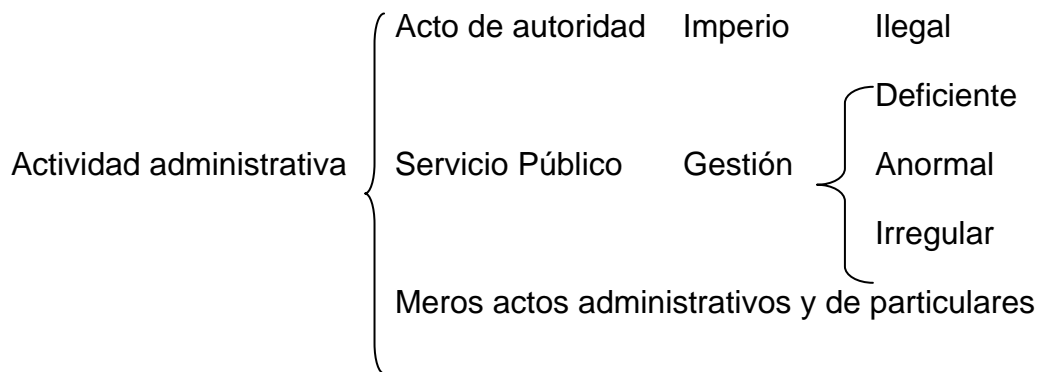 Acto de autoridad Imperio Ilegal
Deficiente
Actividad administrativa Servicio Público Gestión Anormal
Irregular
Meros actos administrativos y de particulares